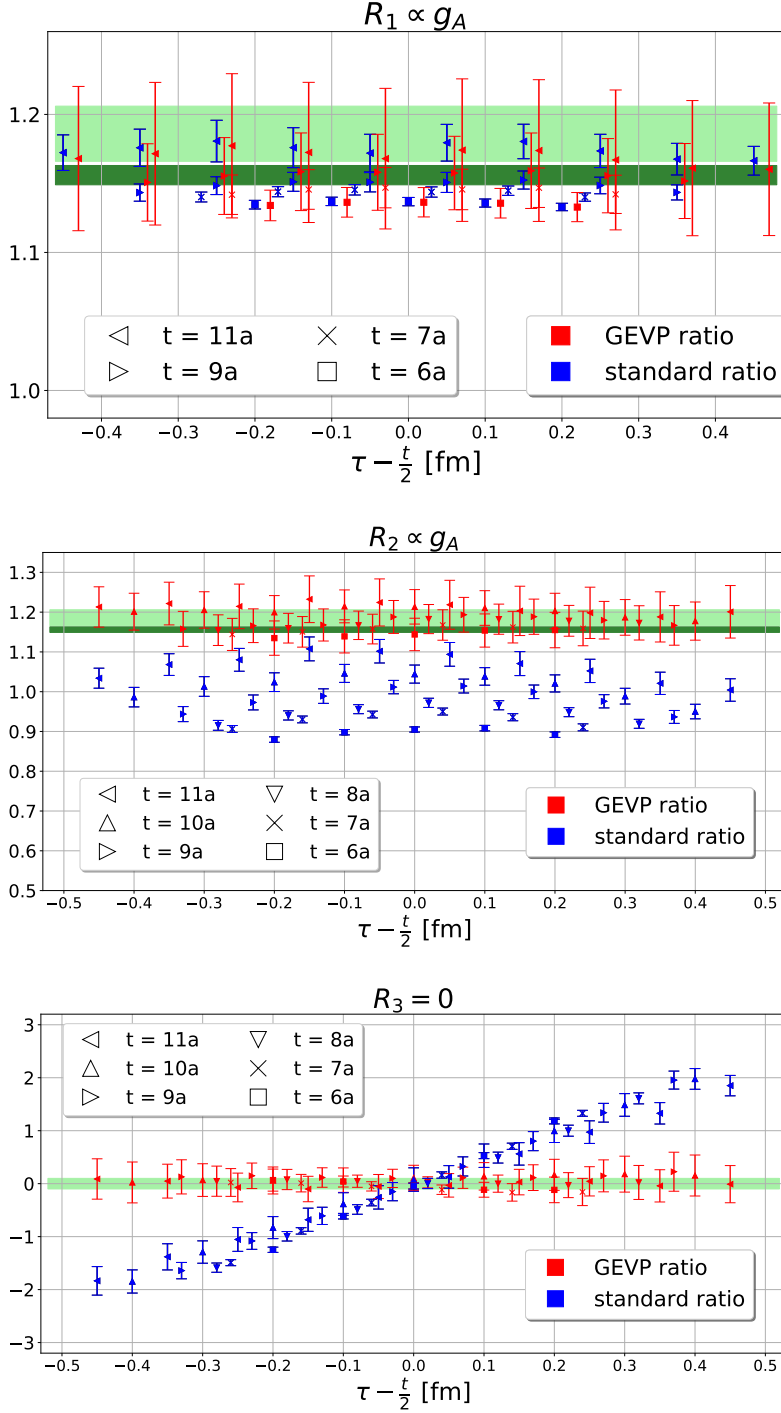 R₁ ∝ g_A
1.2
1.1
1.0
t = 11a
t = 7a
t = 9a
t = 6a
GEVP ratio
standard ratio
−0.4 −0.3 −0.2 −0.1 0.0 0.1 0.2 0.3 0.4
τ − t/2 [fm]
R₂ ∝ g_A
1.3
1.2
1.1
1.0
0.9
0.8
0.7
0.6
0.5
t = 11a
t = 8a
t = 10a
t = 7a
t = 9a
t = 6a
GEVP ratio
standard ratio
−0.5 −0.4 −0.3 −0.2 −0.1 0.0 0.1 0.2 0.3 0.4 0.5
τ − t/2 [fm]
R₃ = 0
3
2
1
0
−1
−2
−3
t = 11a
t = 8a
t = 10a
t = 7a
t = 9a
t = 6a
GEVP ratio
standard ratio
−0.5 −0.4 −0.3 −0.2 −0.1 0.0 0.1 0.2 0.3 0.4 0.5
τ − t/2 [fm]